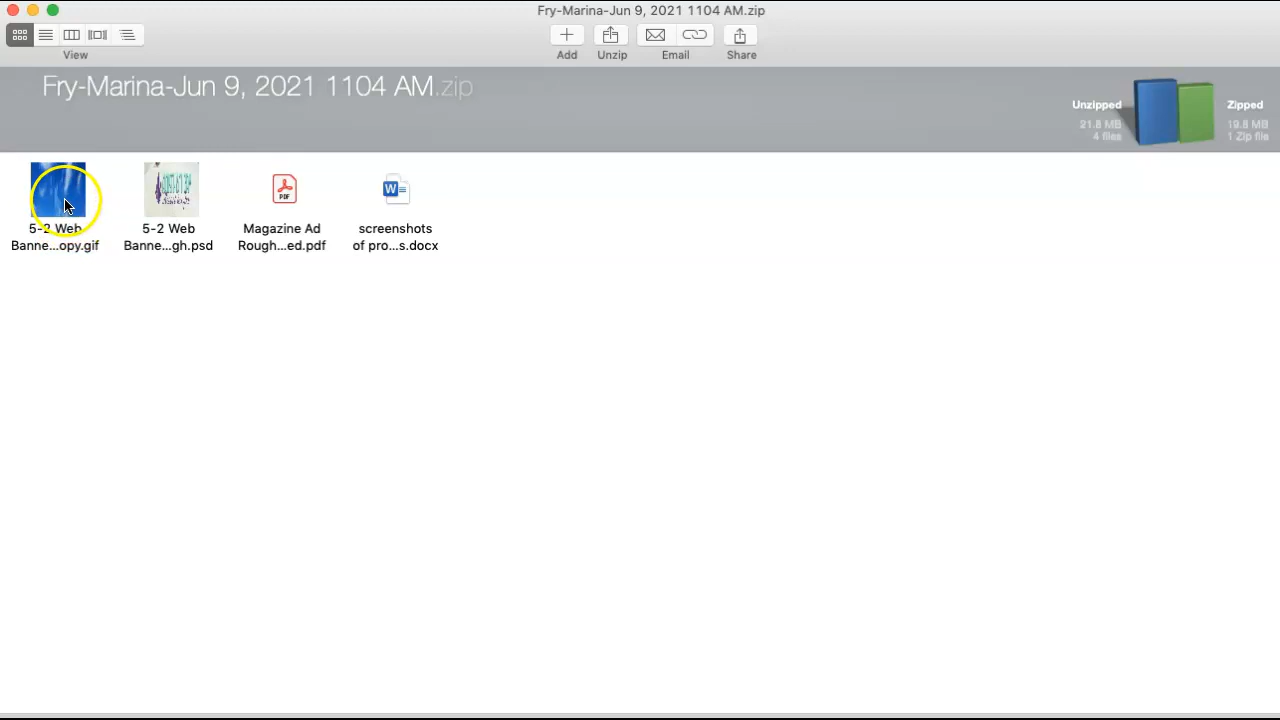 Fry-Marina-Jun 9, 2021 1104 AM.zip
View
Add
Unzip
Email
Share
Fry-Marina-Jun 9, 2021 1104 AM.zip
Unzipped
21.8 MB
4 files
Zipped
19.8 MB
1 Zip file
5-2 Web
Banne...opy.gif
5-2 Web
Banne...gh.psd
PDF
Magazine Ad
Rough...ed.pdf
W
screenshots
of pro...s.docx